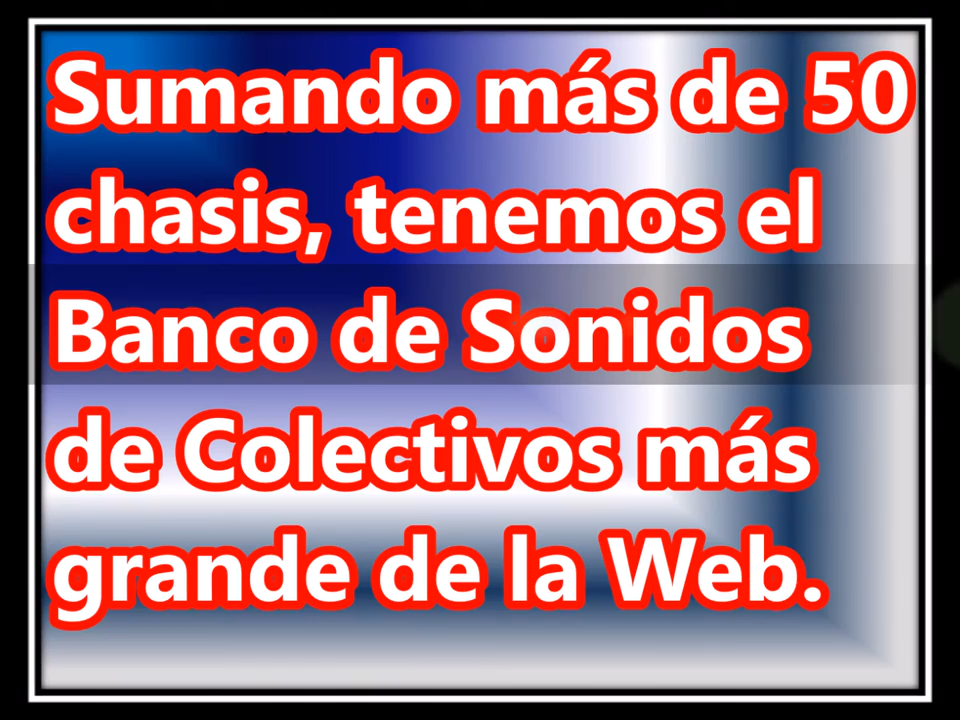 Sumando más de 50
chasis, tenemos el
Banco de Sonidos
de Colectivos más
grande de la Web.